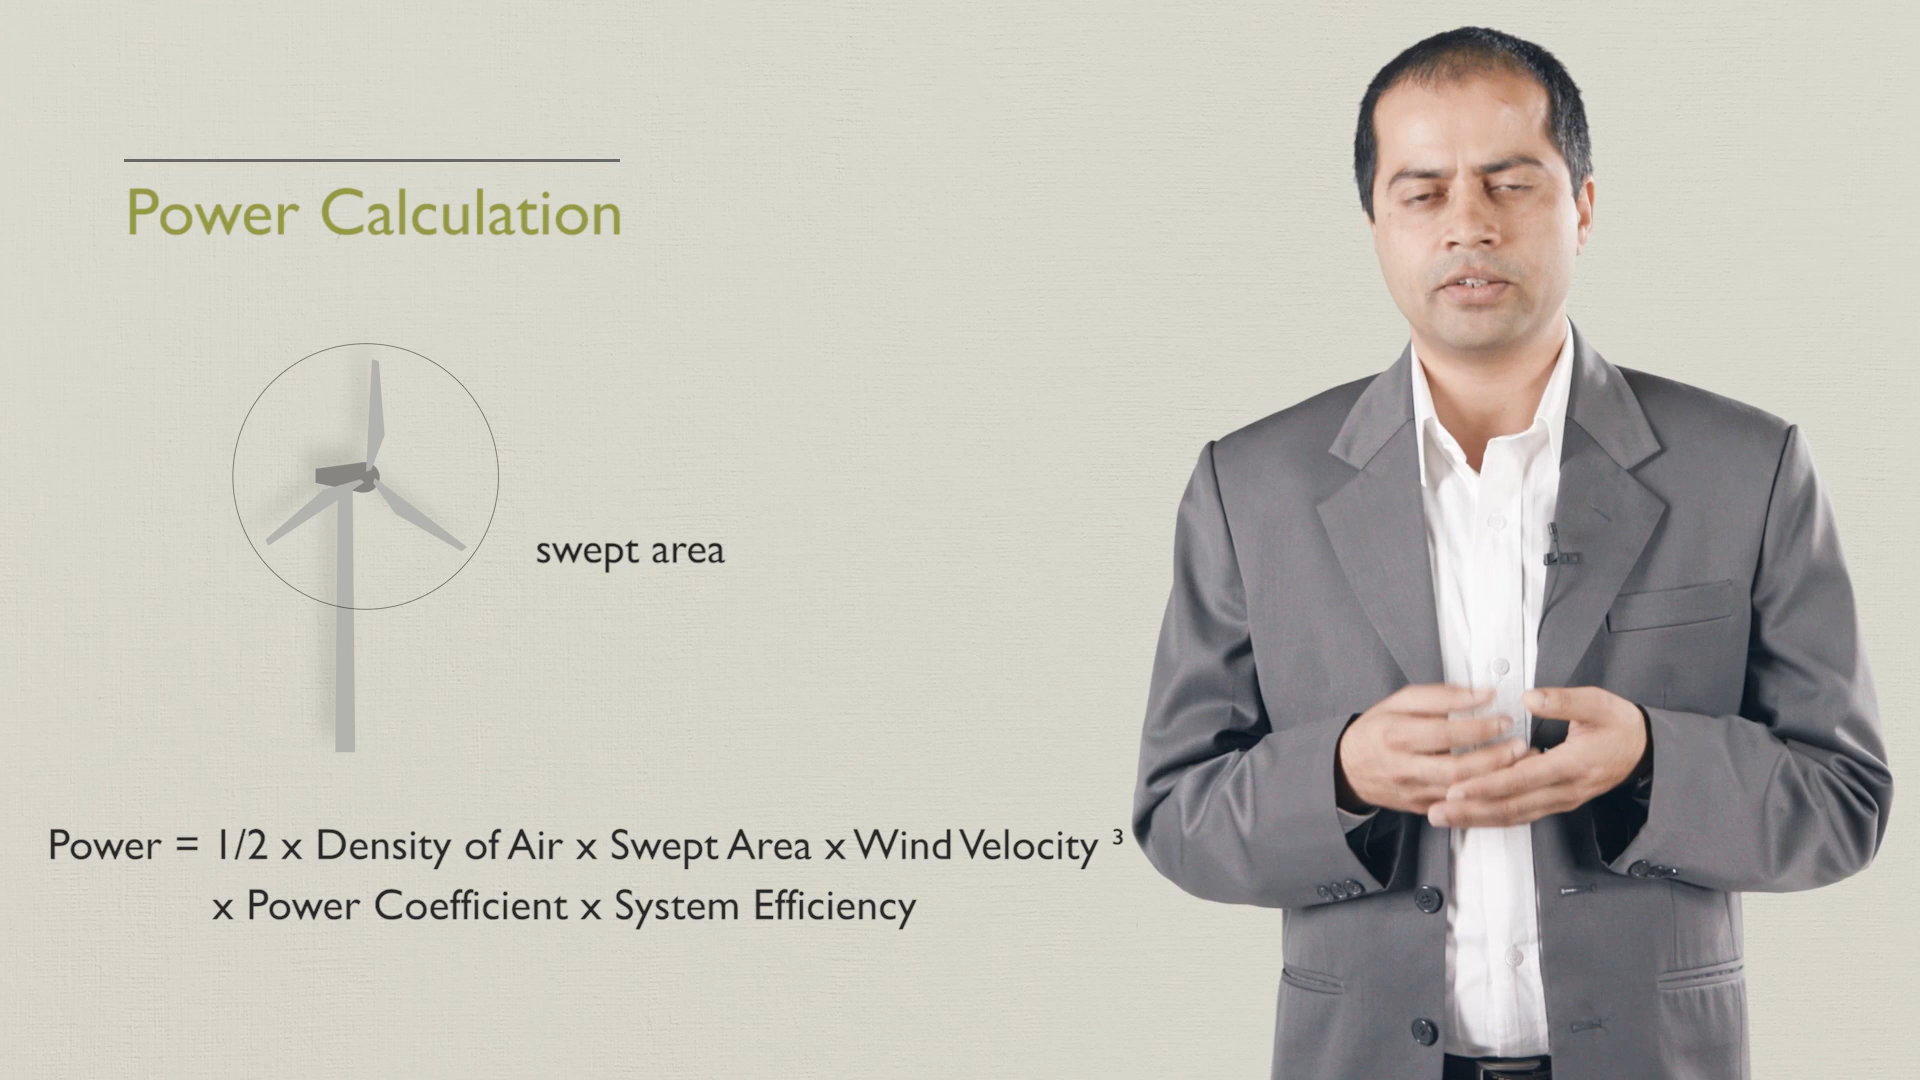 Power Calculation
swept area
Power = 1/2 x Density of Air x Swept Area x Wind Velocity ³
x Power Coefficient x System Efficiency